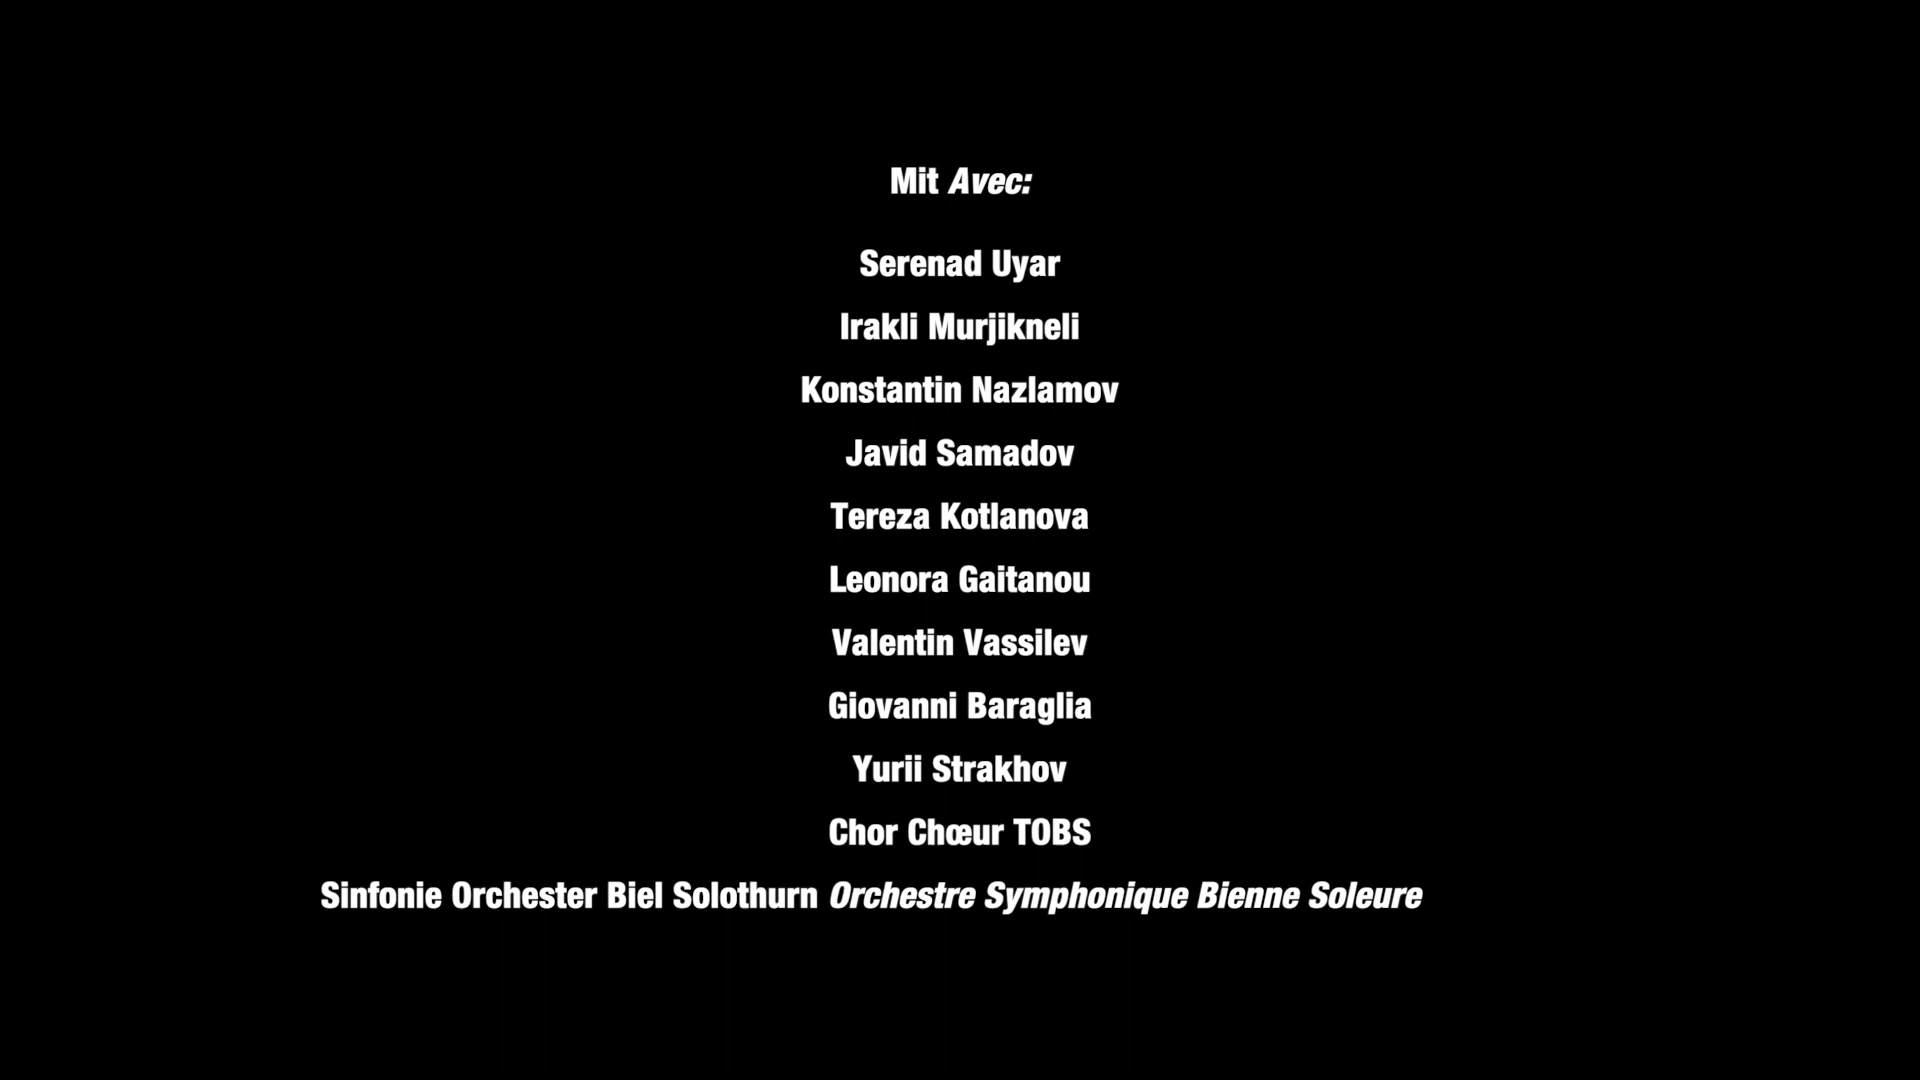 Mit Avec:
Serenad Uyar
Irakli Murjikneli
Konstantin Nazlamov
Javid Samadov
Tereza Kotlanova
Leonora Gaitanou
Valentin Vassilev
Giovanni Baraglia
Yurii Strakhov
Chor Chœur TOBS
Sinfonie Orchester Biel Solothurn Orchestre Symphonique Bienne Soleure